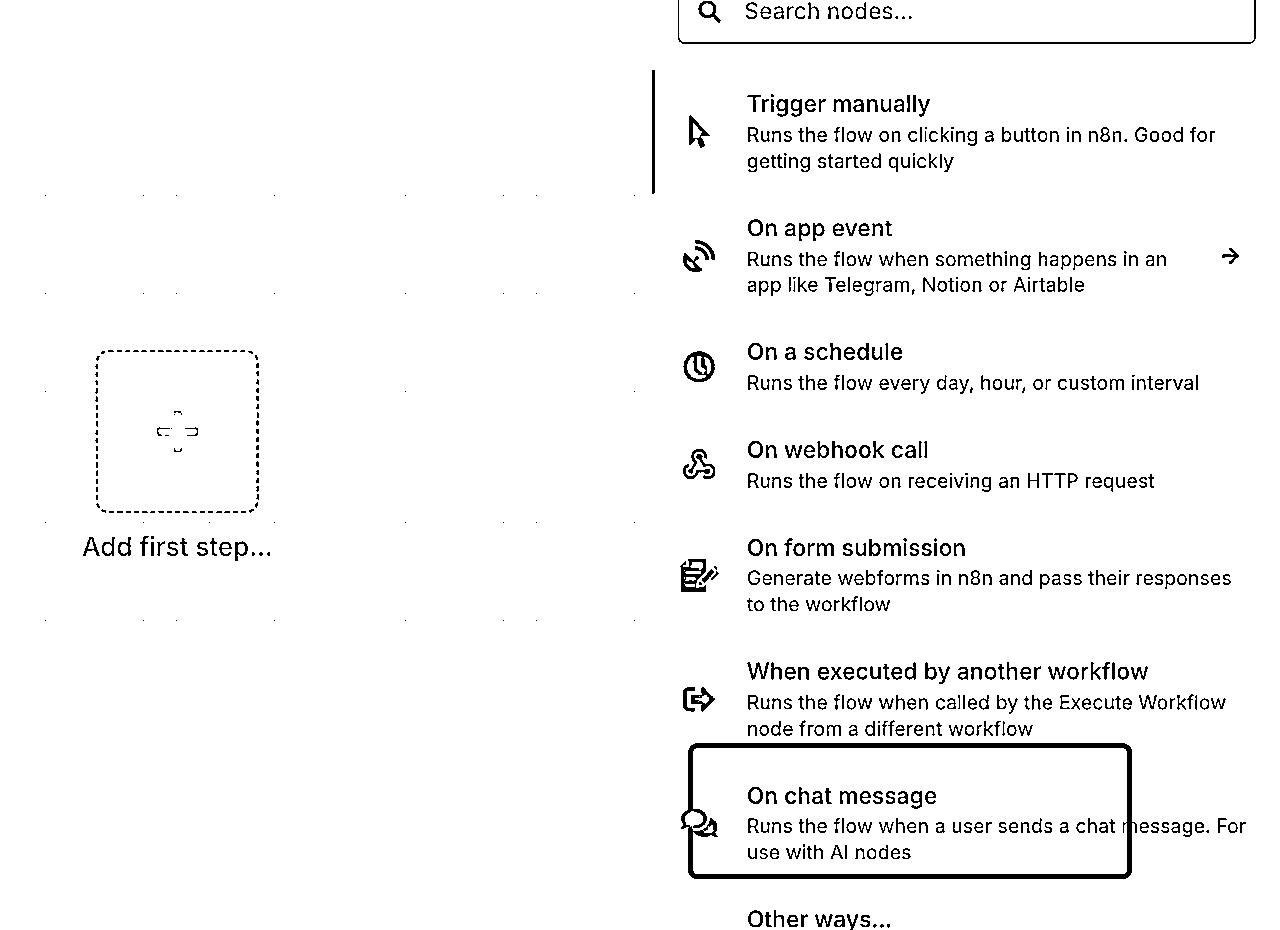 Search nodes...
Trigger manually
Runs the flow on clicking a button in n8n. Good for
getting started quickly
On app event
Runs the flow when something happens in an
app like Telegram, Notion or Airtable
On a schedule
Runs the flow every day, hour, or custom interval
On webhook call
Runs the flow on receiving an HTTP request
On form submission
Generate webforms in n8n and pass their responses
to the workflow
Add first step...
When executed by another workflow
Runs the flow when called by the Execute Workflow
node from a different workflow
On chat message
Runs the flow when a user sends a chat message. For
use with AI nodes
Other ways...